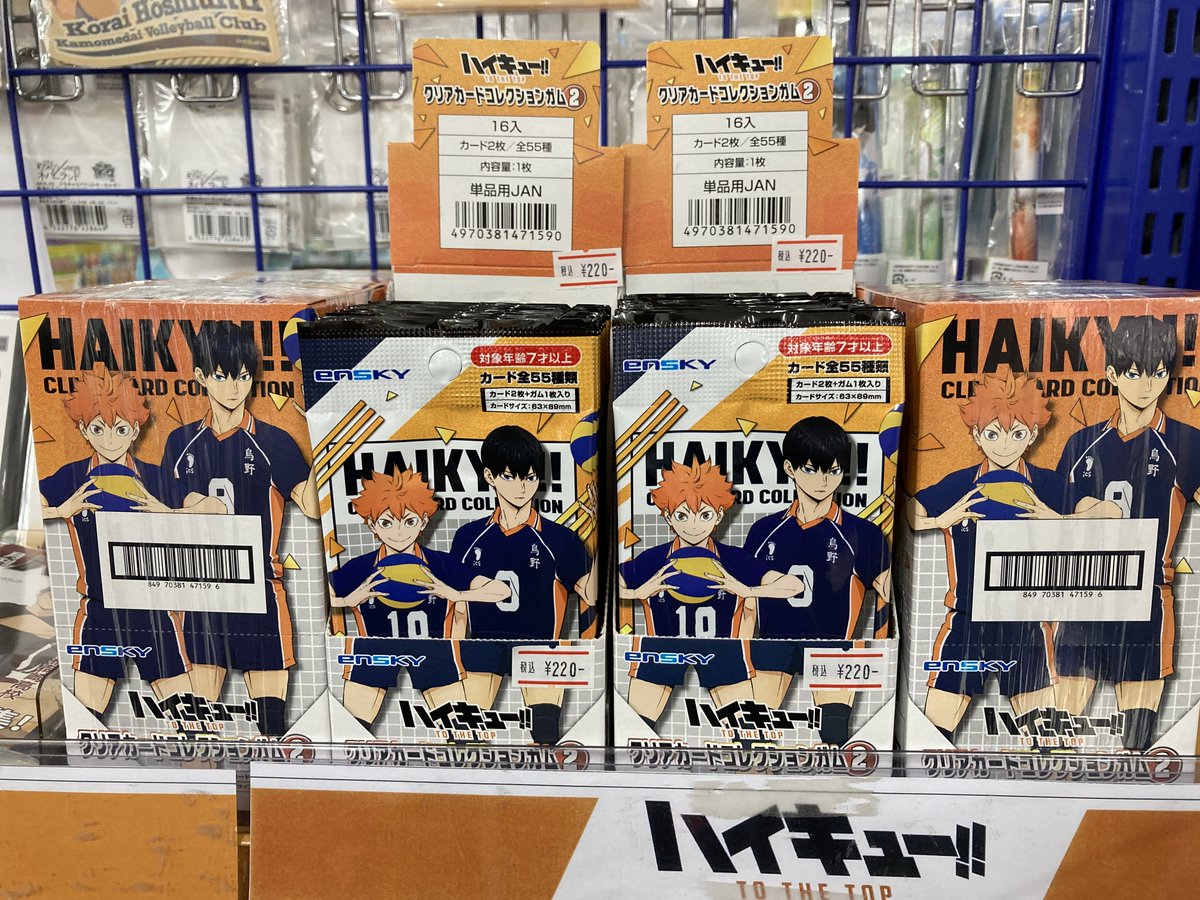 Korai Hoshiumi
Kamomedai Volleyball Club
ハイキュー!!
TO THE TOP
クリアカードコレクションガム2
16入
カード2枚/全55種
内容量:1枚
単品用JAN
4970381471590
税込 ¥220-
ハイキュー!!
TO THE TOP
クリアカードコレクションガム2
16入
カード2枚/全55種
内容量:1枚
単品用JAN
4970381471590
税込 ¥220-
HAIKYU!!
烏野
849 70381 47159 6
ensky
ハイキュー!!
TO THE TOP
クリアカードコレクションガム2
ensky
対象年齢7才以上
カード全55種類
カード2枚+ガム1枚入り
カードサイズ:63×89mm
HAIKYU!!
烏野
10
ensky
税込 ¥220-
ハイキュー!!
TO THE TOP
クリアカードコレクションガム2
ensky
対象年齢7才以上
カード全55種類
カード2枚+ガム1枚入り
カードサイズ:63×89mm
HAIKYU!!
烏野
10
ensky
税込 ¥220-
ハイキュー!!
TO THE TOP
クリアカードコレクションガム2
HAIKYU!!
烏野
849 70381 47159 6
ensky
ハイキュー!!
TO THE TOP
クリアカードコレクションガム2
ハイキュー!!
TO THE TOP